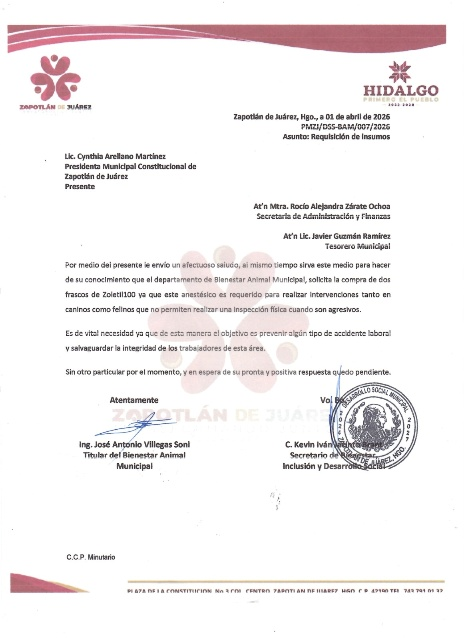 ZAPOTLÁN DE JUÁREZ
HIDALGO
PRIMERO EL PUEBLO
2022-2028
Zapotlán de Juárez, Hgo., a 01 de abril de 2026
PMZJ/DSS-BAM/007/2026
Asunto: Requisición de insumos
Lic. Cynthia Arellano Martínez
Presidenta Municipal Constitucional de
Zapotlán de Juárez
Presente
At'n Mtra. Rocío Alejandra Zárate Ochoa
Secretaria de Administración y Finanzas
At'n Lic. Javier Guzmán Ramírez
Tesorero Municipal
Por medio del presente le envío un afectuoso saludo, al mismo tiempo sirva este medio para hacer
de su conocimiento que el departamento de Bienestar Animal Municipal, solicita la compra de dos
frascos de Zoletil100 ya que este anestésico es requerido para realizar intervenciones tanto en
caninos como felinos que no permiten realizar una inspección física cuando son agresivos.
Es de vital necesidad ya que de esta manera el objetivo es prevenir algún tipo de accidente laboral
y salvaguardar la integridad de los trabajadores de esta área.
Sin otro particular por el momento, y en espera de su pronta y positiva respuesta quedo pendiente.
Atentamente
Vo. Bo.
ZAPOTLÁN DE JUÁREZ
DESARROLLO SOCIAL MUNICIPAL
ZAPOTLÁN DE JUÁREZ, HGO.
2027
Ing. José Antonio Villegas Soni
Titular del Bienestar Animal
Municipal
C. Kevin Iván
Secretario de Bienestar,
Inclusión y Desarrollo Social
C.C.P. Minutario
PLAZA DE LA CONSTITUCION, No.3 COL. CENTRO, ZAPOTLAN DE JUAREZ, HGO. C.P. 42190 TEL. 743 791 01 32